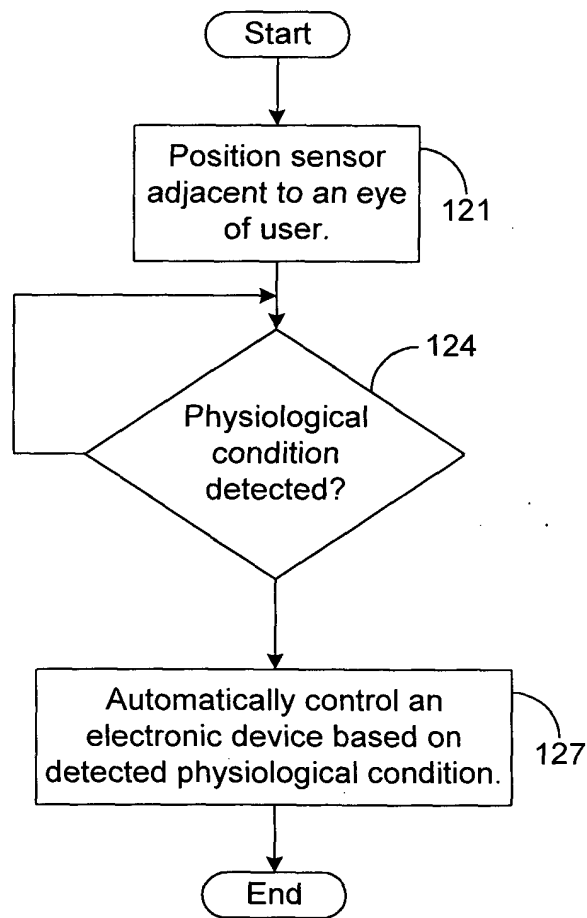 Start
Position sensor
adjacent to an eye
of user.
121
124
Physiological
condition
detected?
Automatically control an
electronic device based on
detected physiological condition.
127
End